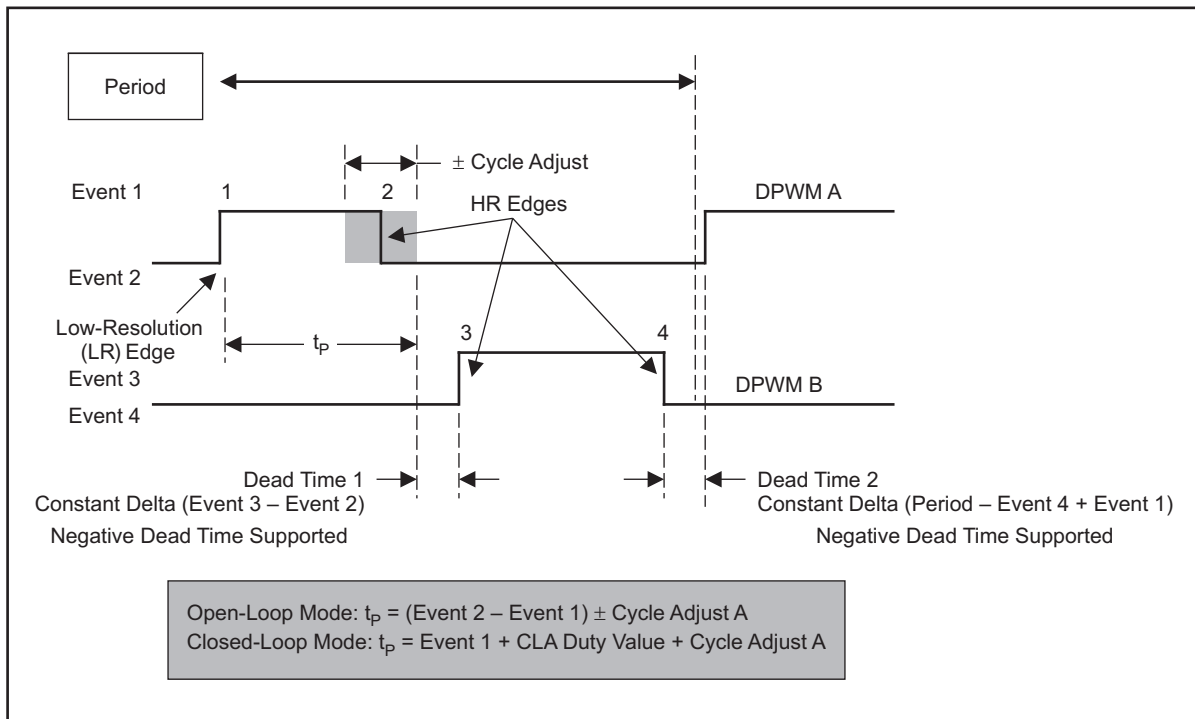 Period
± Cycle Adjust
Event 1
1
2
HR Edges
DPWM A
Event 2
Low-Resolution
(LR) Edge
tP
3
4
Event 3
DPWM B
Event 4
Dead Time 1
Constant Delta (Event 3 – Event 2)
Negative Dead Time Supported
Dead Time 2
Constant Delta (Period – Event 4 + Event 1)
Negative Dead Time Supported
Open-Loop Mode: tP = (Event 2 – Event 1) ± Cycle Adjust A
Closed-Loop Mode: tP = Event 1 + CLA Duty Value + Cycle Adjust A